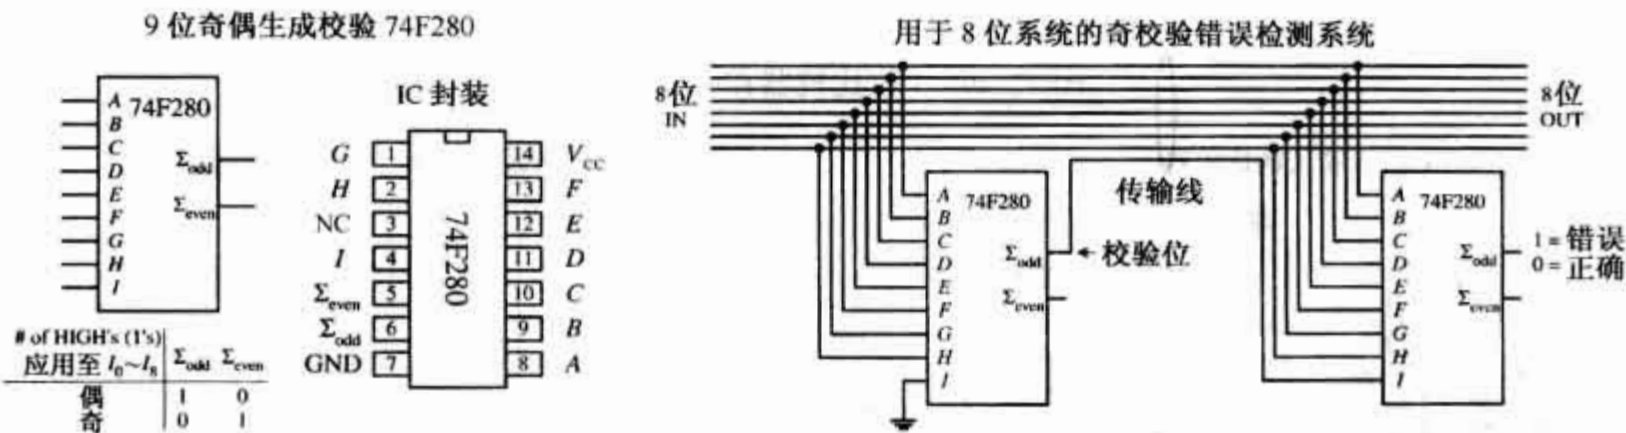 9 位奇偶生成校验 74F280
74F280
A
B
C
D
E
F
G
H
I
Σodd
Σeven
# of HIGH's (1's)
应用至 I₀~I₈ Σodd Σeven
偶 1 0
奇 0 1
IC 封装
G 1 14 VCC
H 2 13 F
NC 3 12 E
I 4 11 D
Σeven 5 10 C
Σodd 6 9 B
GND 7 8 A
74F280
用于 8 位系统的奇校验错误检测系统
8位
IN
8位
OUT
传输线
A
B
C
D
E
F
G
H
I
74F280
Σodd
Σeven
校验位
A
B
C
D
E
F
G
H
I
74F280
Σodd
Σeven
1 = 错误
0 = 正确